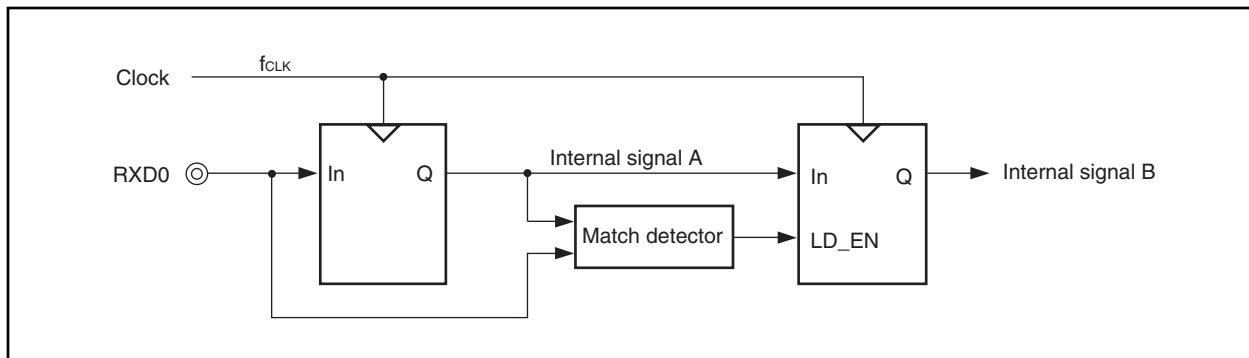 Clock
fCLK
RXD0
In
Q
Internal signal A
In
Q
Internal signal B
Match detector
LD_EN